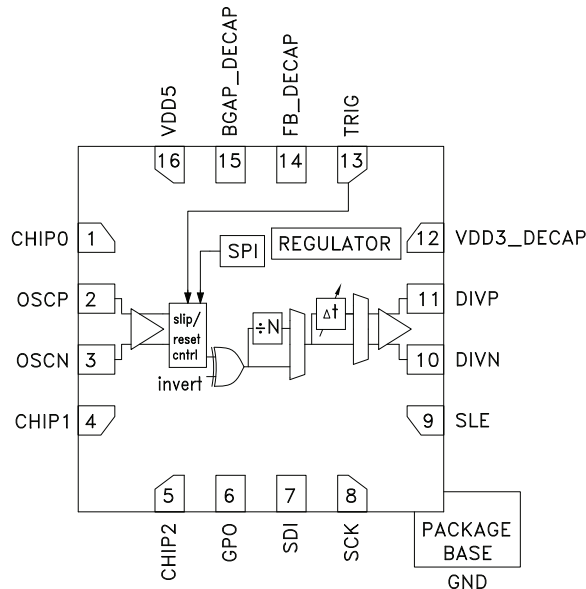 VDD5
BGAP_DECAP
FB_DECAP
TRIG
16
15
14
13
CHIP0
1
SPI
REGULATOR
12
VDD3_DECAP
OSCP
2
slip/
reset
cntrl
÷N
Δt
11
DIVP
OSCN
3
invert
10
DIVN
CHIP1
4
9
SLE
5
6
7
8
CHIP2
GPO
SDI
SCK
PACKAGE
BASE
GND